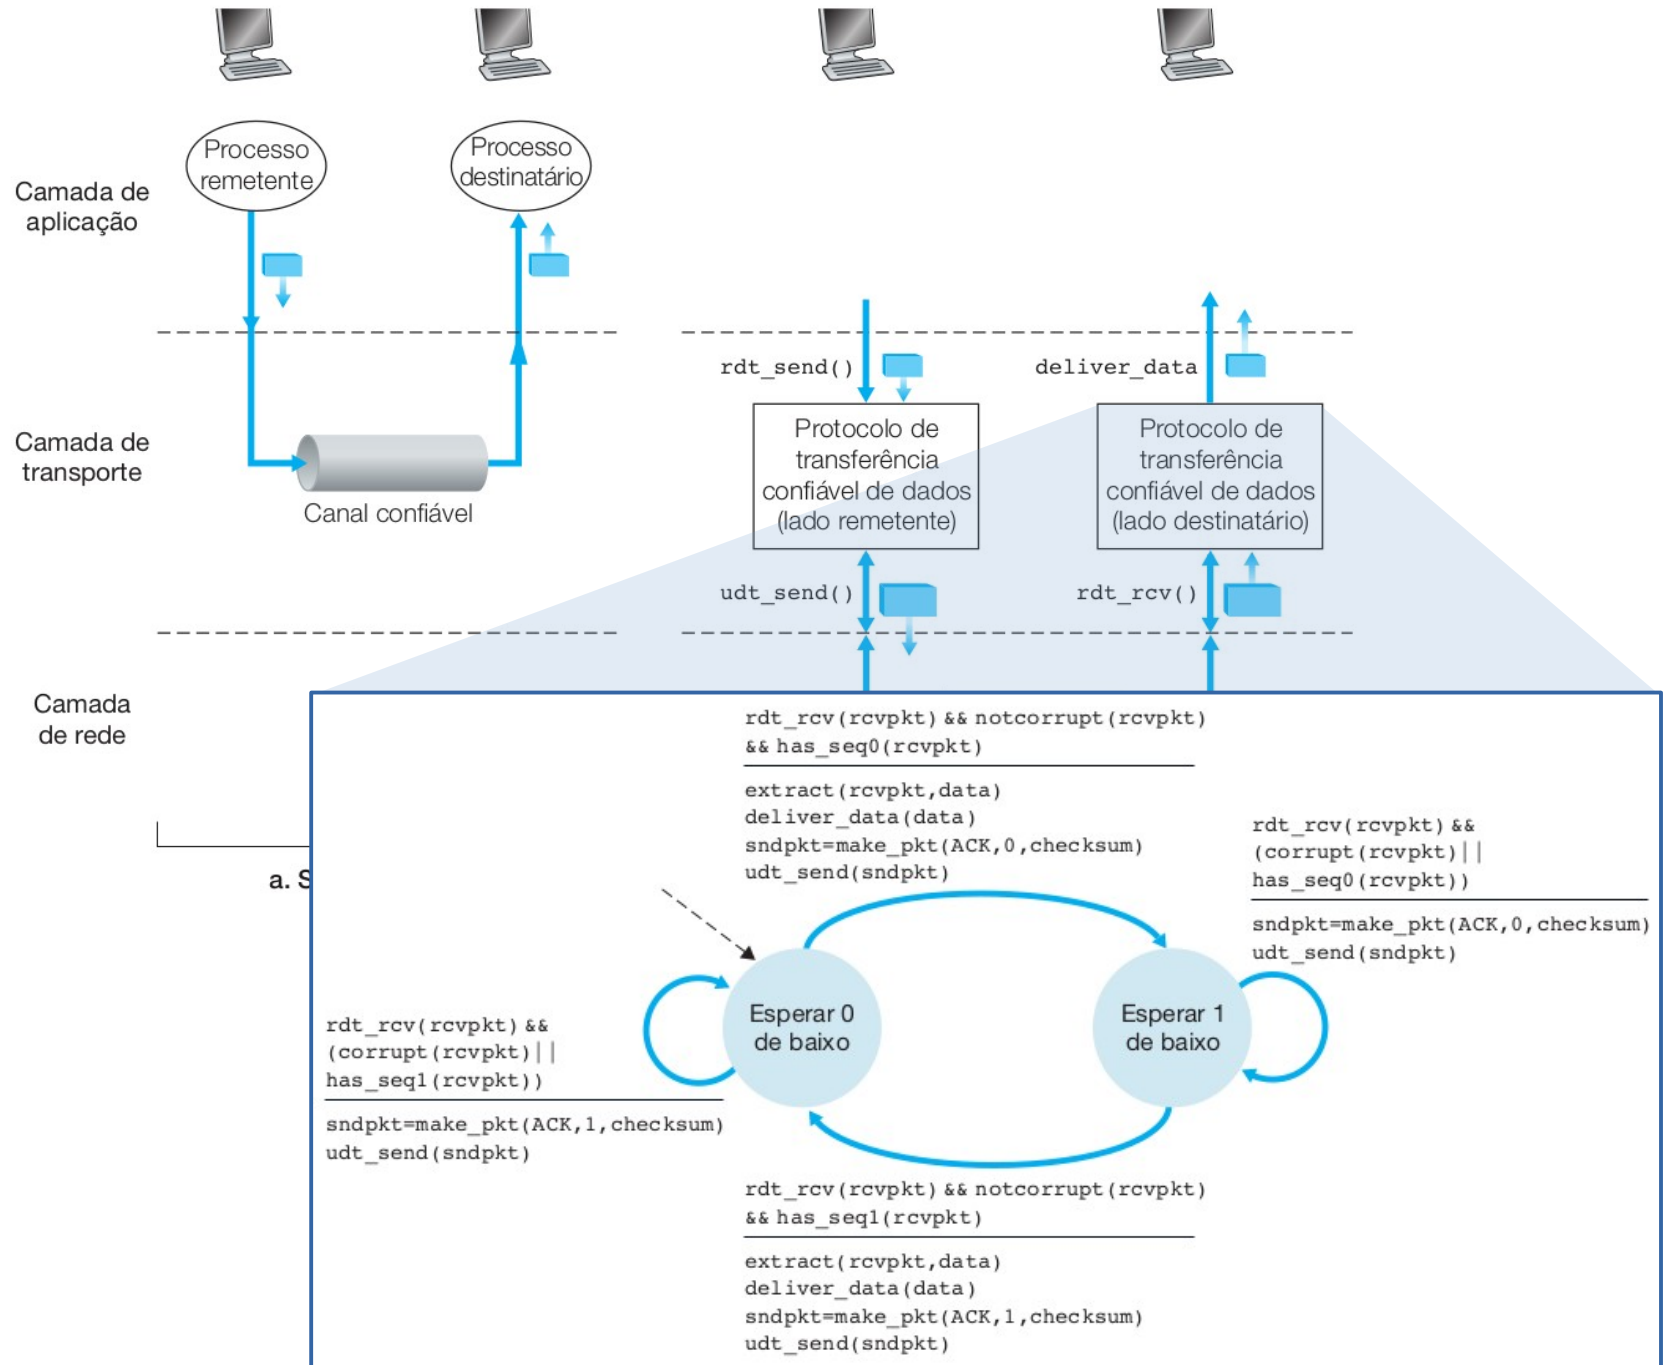 Processo
remetente
Processo
destinatário
Camada de
aplicação
rdt_send()
deliver_data
Camada de
transporte
Canal confiável
Protocolo de
transferência
confiável de dados
(lado remetente)
Protocolo de
transferência
confiável de dados
(lado destinatário)
udt_send()
rdt_rcv()
Camada
de rede
a. S
rdt_rcv(rcvpkt) && notcorrupt(rcvpkt)
&& has_seq0(rcvpkt)
extract(rcvpkt,data)
deliver_data(data)
sndpkt=make_pkt(ACK,0,checksum)
udt_send(sndpkt)
rdt_rcv(rcvpkt) &&
(corrupt(rcvpkt)||
has_seq0(rcvpkt))
sndpkt=make_pkt(ACK,0,checksum)
udt_send(sndpkt)
Esperar 0
de baixo
Esperar 1
de baixo
rdt_rcv(rcvpkt) &&
(corrupt(rcvpkt)||
has_seq1(rcvpkt))
sndpkt=make_pkt(ACK,1,checksum)
udt_send(sndpkt)
rdt_rcv(rcvpkt) && notcorrupt(rcvpkt)
&& has_seq1(rcvpkt)
extract(rcvpkt,data)
deliver_data(data)
sndpkt=make_pkt(ACK,1,checksum)
udt_send(sndpkt)